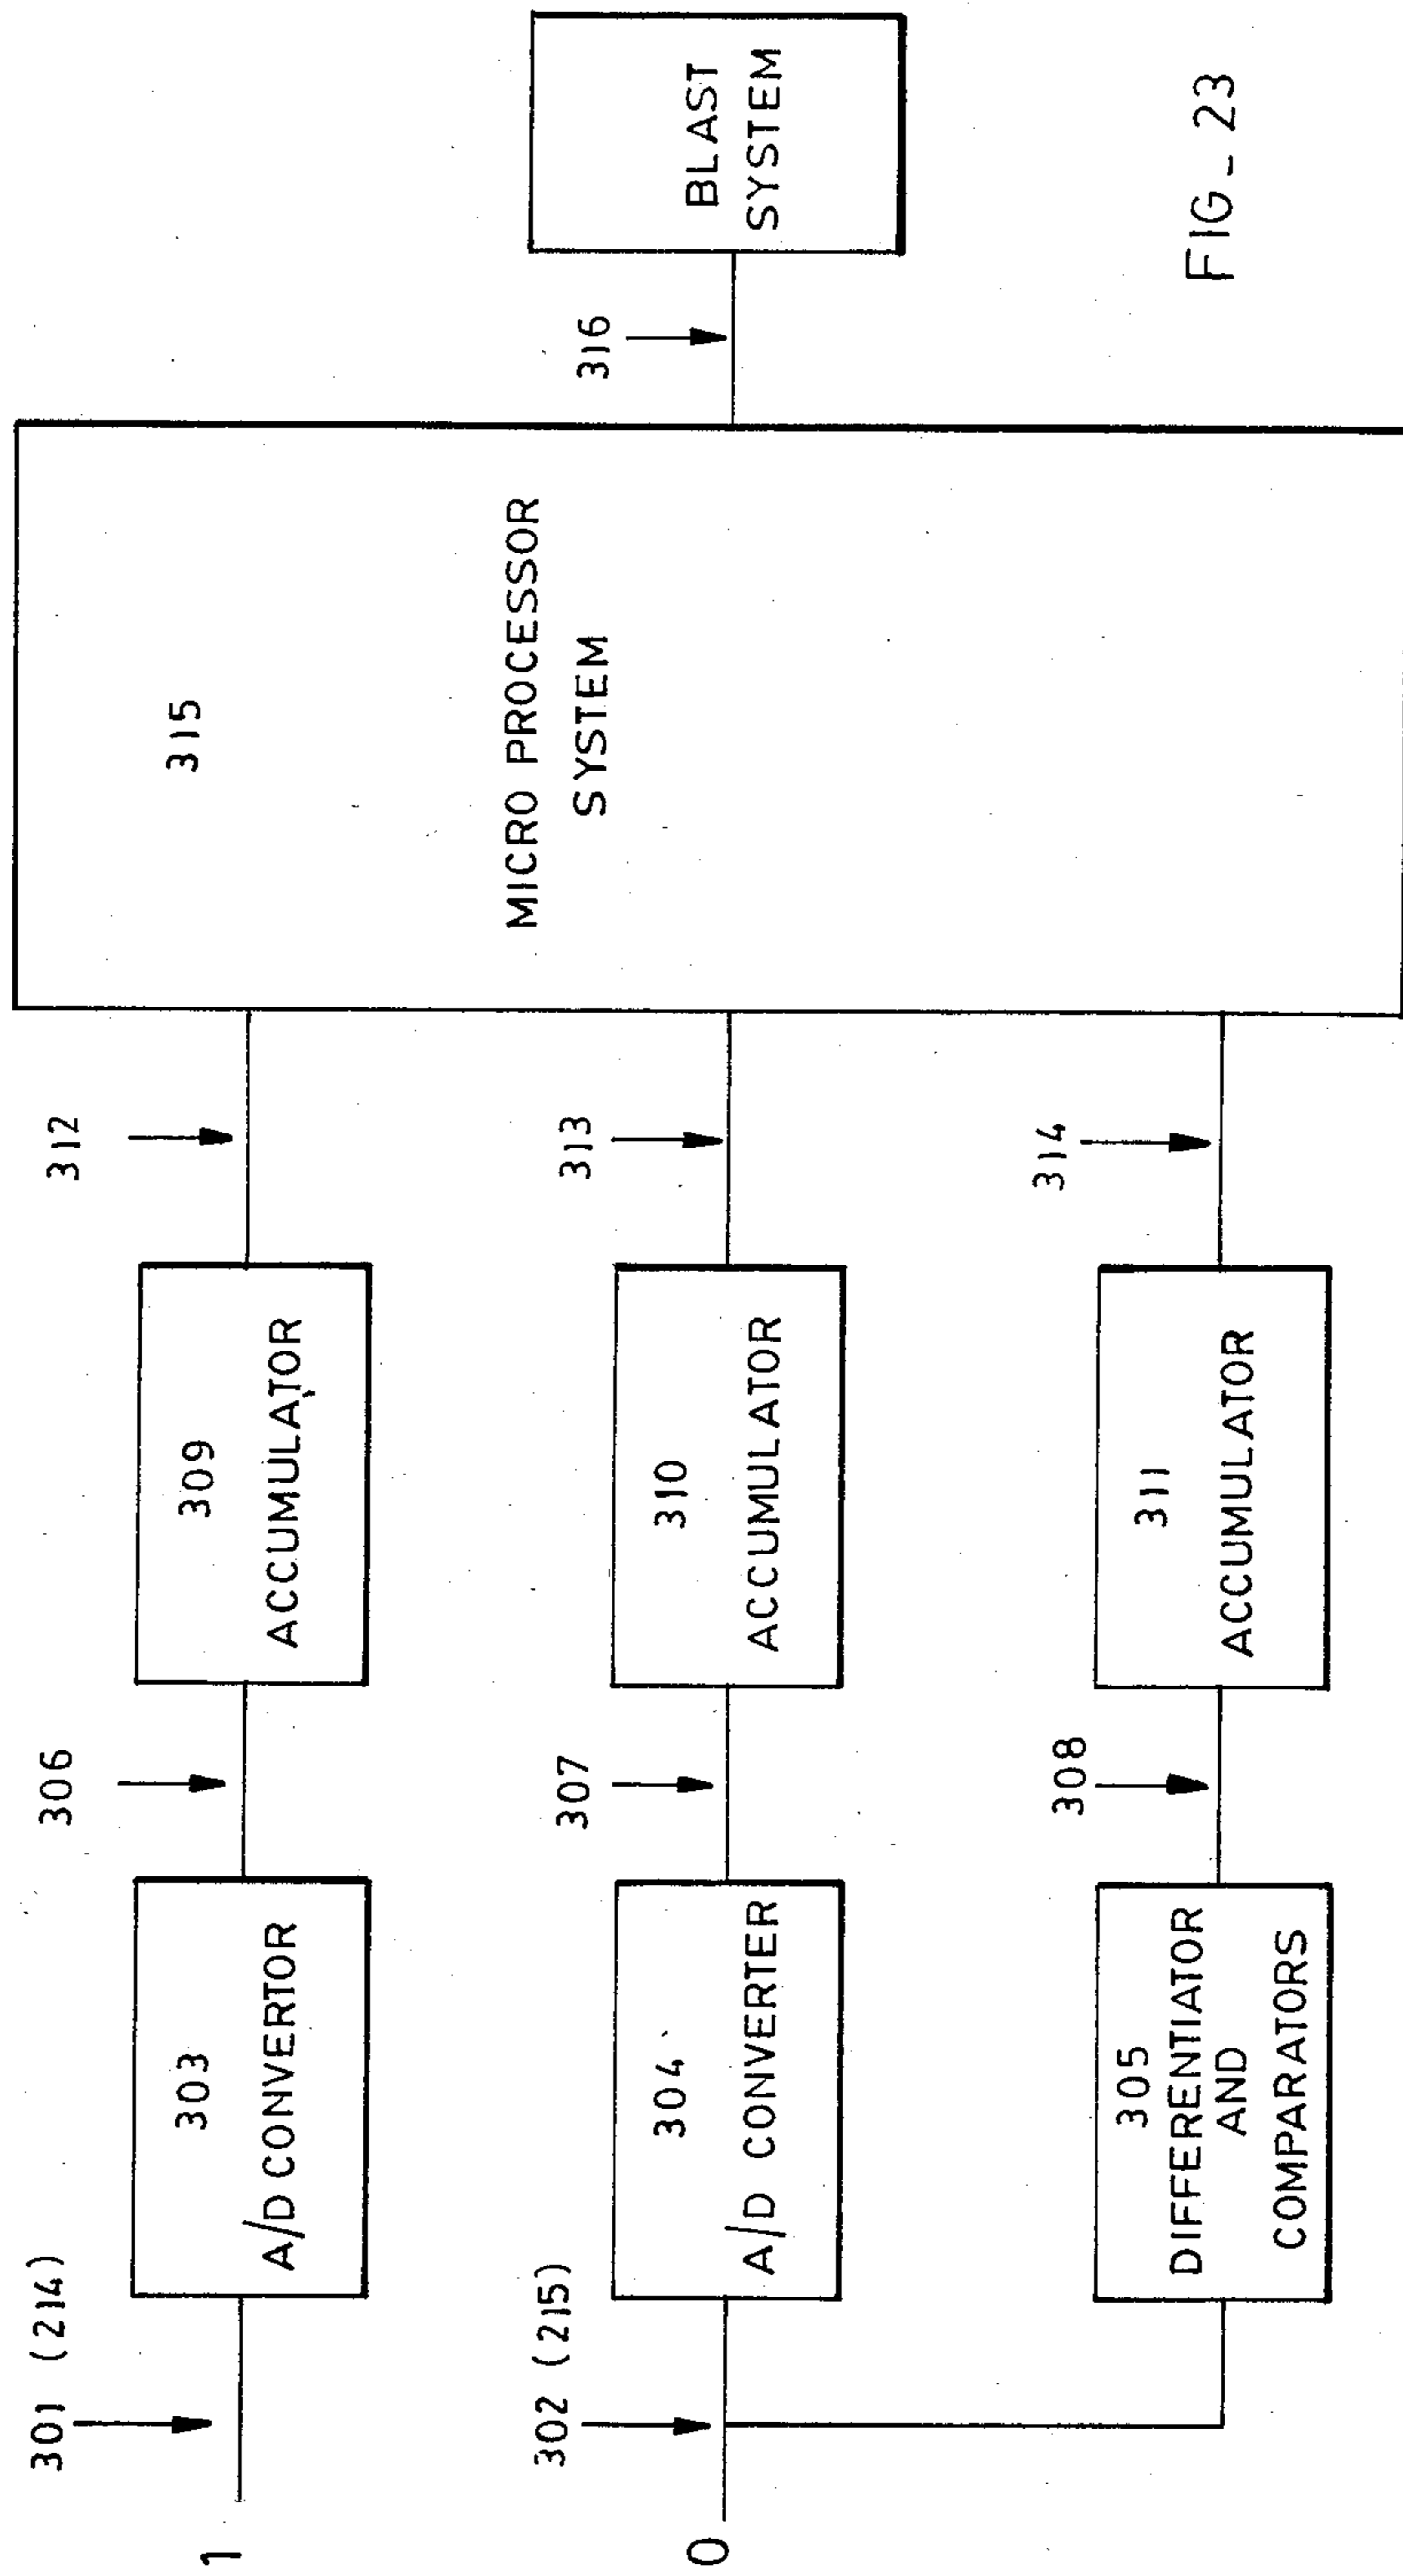 1
301 (214)
303
A/D CONVERTOR
306
309
ACCUMULATOR
312
0
302 (215)
304
A/D CONVERTER
307
310
ACCUMULATOR
313
305
DIFFERENTIATOR
AND
COMPARATORS
308
311
ACCUMULATOR
314
315
MICRO PROCESSOR
SYSTEM
316
BLAST
SYSTEM
FIG_23